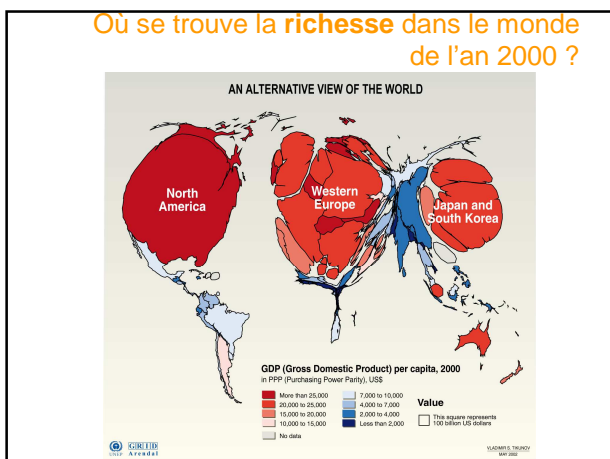 Où se trouve la richesse dans le monde
de l'an 2000 ?
AN ALTERNATIVE VIEW OF THE WORLD
North
America
Western
Europe
Japan and
South Korea
GDP (Gross Domestic Product) per capita, 2000
in PPP (Purchasing Power Parity), US$
More than 25,000
20,000 to 25,000
15,000 to 20,000
10,000 to 15,000
No data
7,000 to 10,000
4,000 to 7,000
2,000 to 4,000
Less than 2,000
Value
This square represents
100 billion US dollars
UNEP
GRID
Arendal
VLADIMIR S. TIKUNOV
MAY 2002